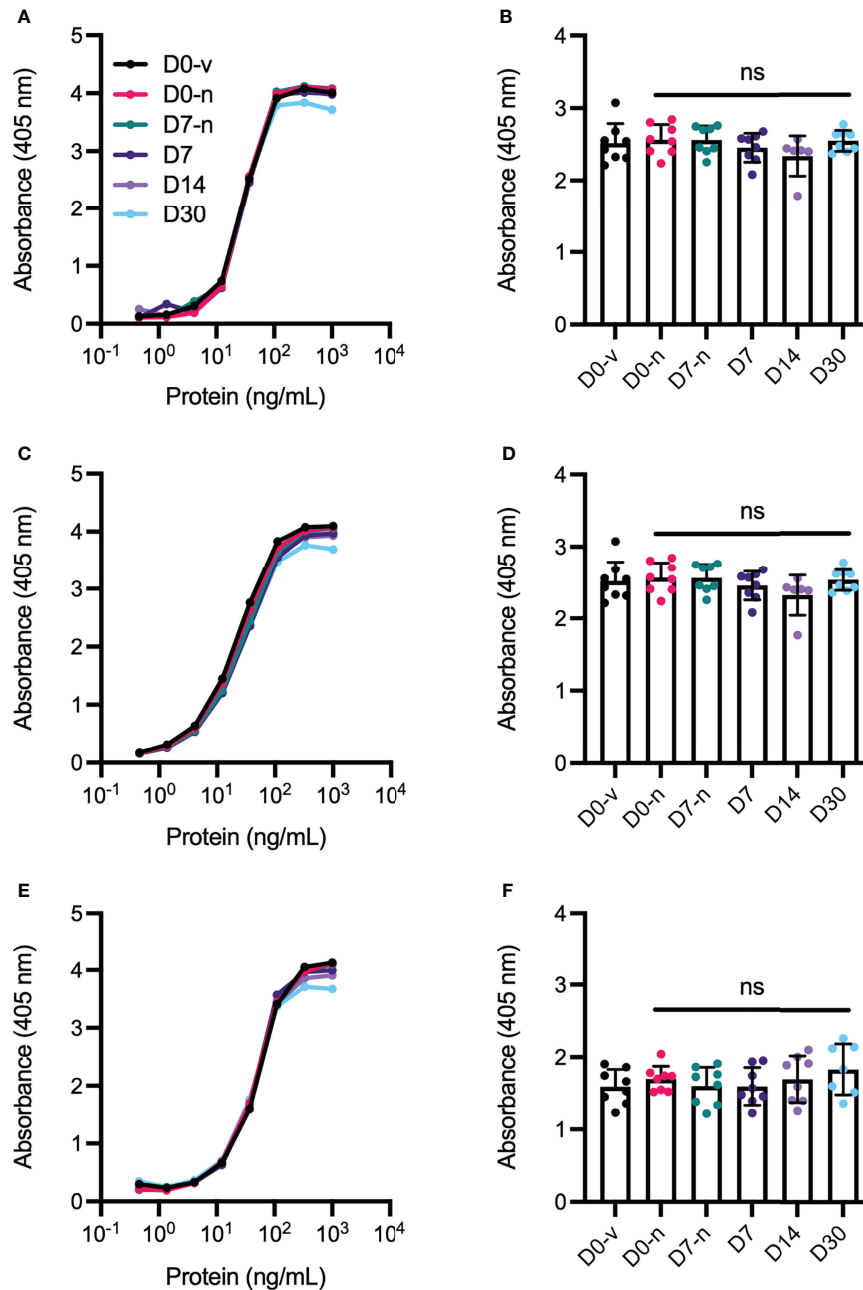 A
Absorbance (405 nm)
5
4
3
2
1
0
D0-v
D0-n
D7-n
D7
D14
D30
10-1 100 101 102 103 104
Protein (ng/mL)
B
Absorbance (405 nm)
4
3
2
1
0
ns
D0-v D0-n D7-n D7 D14 D30
C
Absorbance (405 nm)
5
4
3
2
1
0
10-1 100 101 102 103 104
Protein (ng/mL)
D
Absorbance (405 nm)
4
3
2
1
0
ns
D0-v D0-n D7-n D7 D14 D30
E
Absorbance (405 nm)
5
4
3
2
1
0
10-1 100 101 102 103 104
Protein (ng/mL)
F
Absorbance (405 nm)
4
3
2
1
0
ns
D0-v D0-n D7-n D7 D14 D30